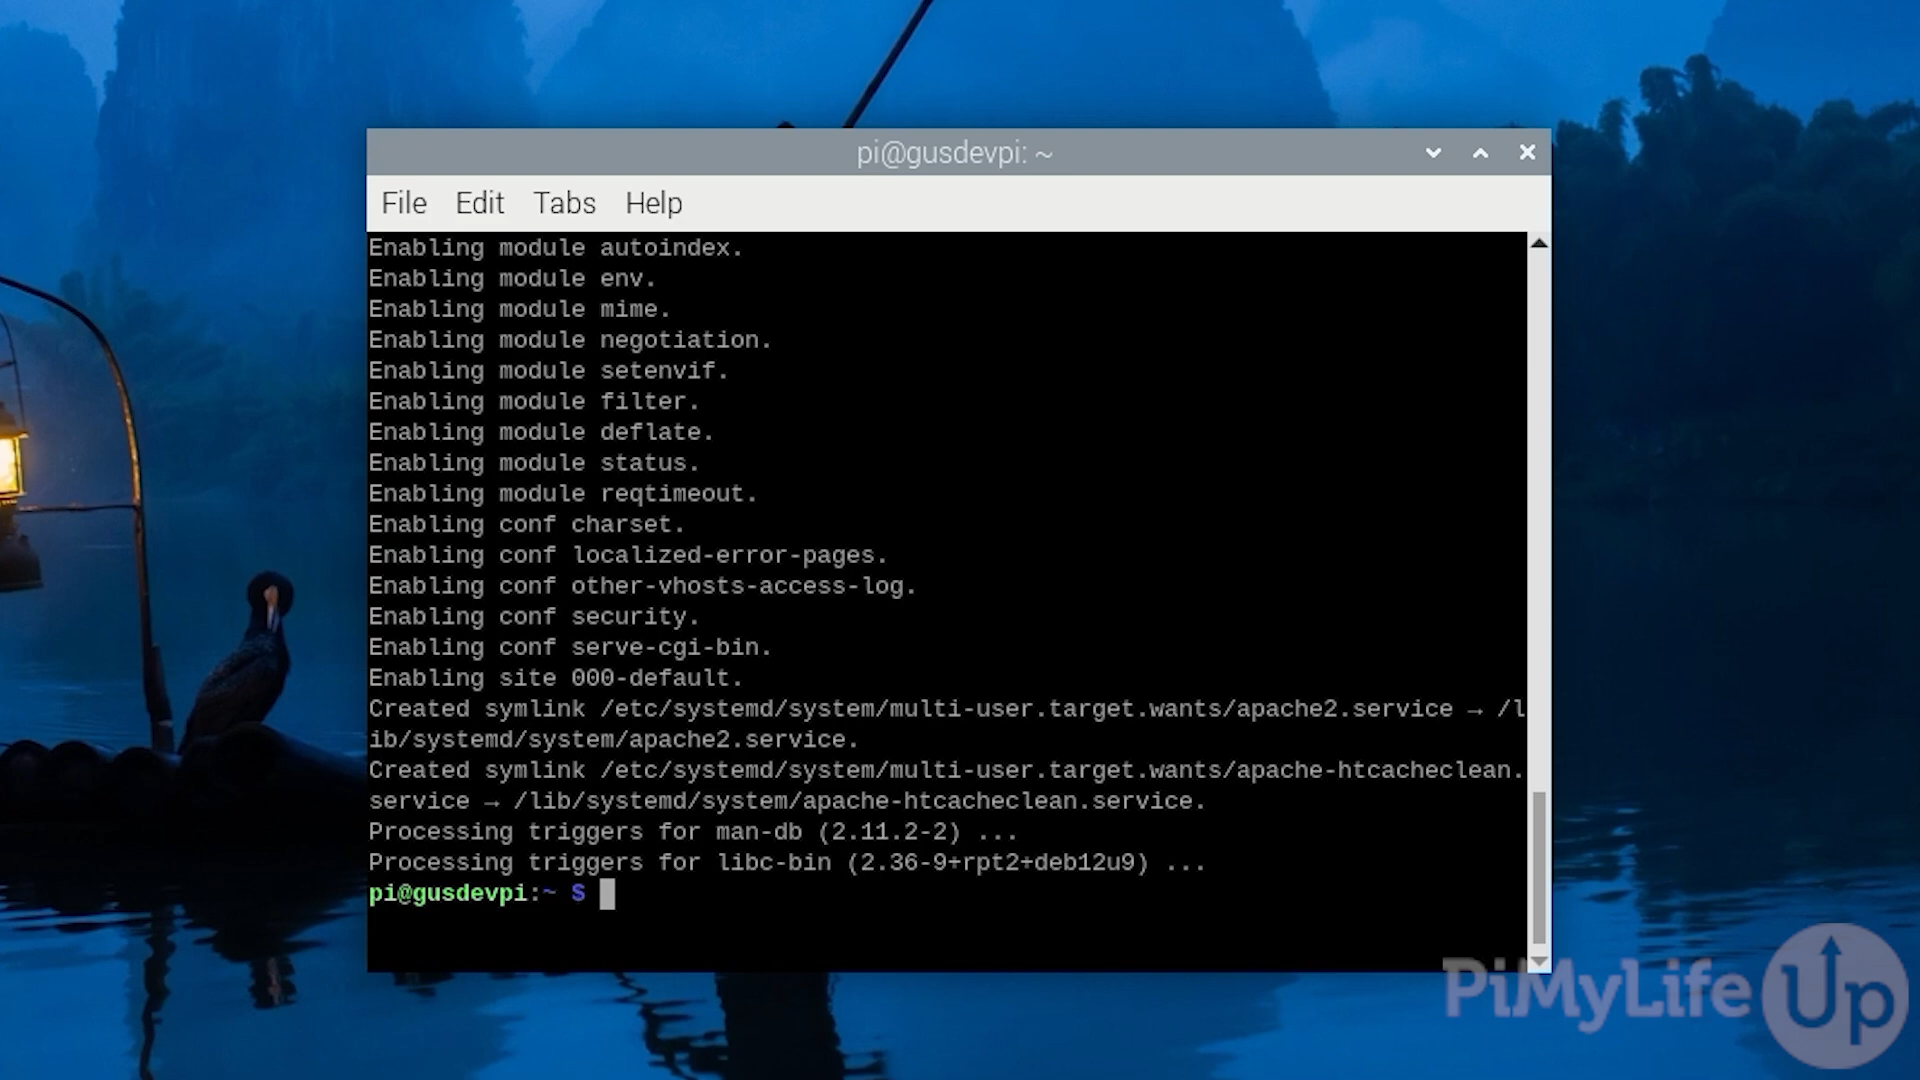 pi@gusdevpi: ~
File Edit Tabs Help
Enabling module autoindex.
Enabling module env.
Enabling module mime.
Enabling module negotiation.
Enabling module setenvif.
Enabling module filter.
Enabling module deflate.
Enabling module status.
Enabling module reqtimeout.
Enabling conf charset.
Enabling conf localized-error-pages.
Enabling conf other-vhosts-access-log.
Enabling conf security.
Enabling conf serve-cgi-bin.
Enabling site 000-default.
Created symlink /etc/systemd/system/multi-user.target.wants/apache2.service → /l
ib/systemd/system/apache2.service.
Created symlink /etc/systemd/system/multi-user.target.wants/apache-htcacheclean.
service → /lib/systemd/system/apache-htcacheclean.service.
Processing triggers for man-db (2.11.2-2) ...
Processing triggers for libc-bin (2.36-9+rpt2+deb12u9) ...
pi@gusdevpi:~ $
PiMyLifeUp